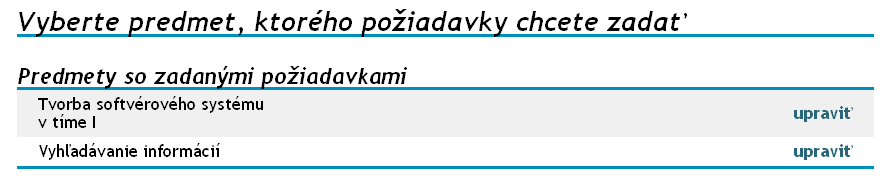 Vyberte predmet, ktorého požiadavky chcete zadať
Predmety so zadanými požiadavkami
Tvorba softvérového systému
v tíme I
upraviť
Vyhľadávanie informácií
upraviť